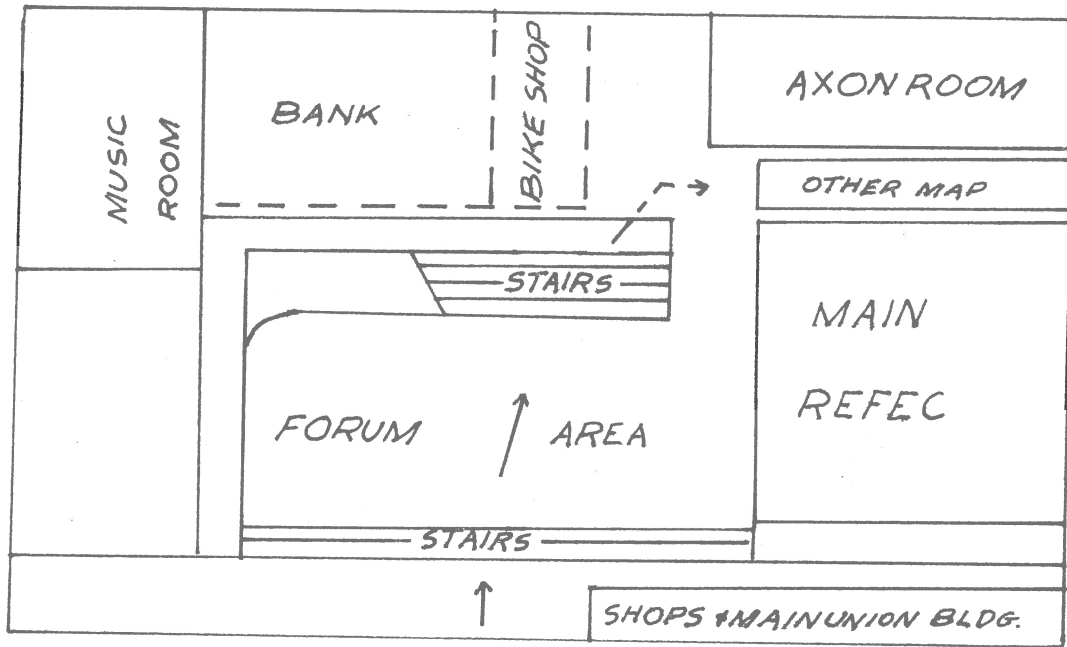 MUSIC
ROOM
BANK
BIKE SHOP
AXON ROOM
OTHER MAP
STAIRS
MAIN
REFEC
FORUM AREA
STAIRS
SHOPS & MAIN UNION BLDG.